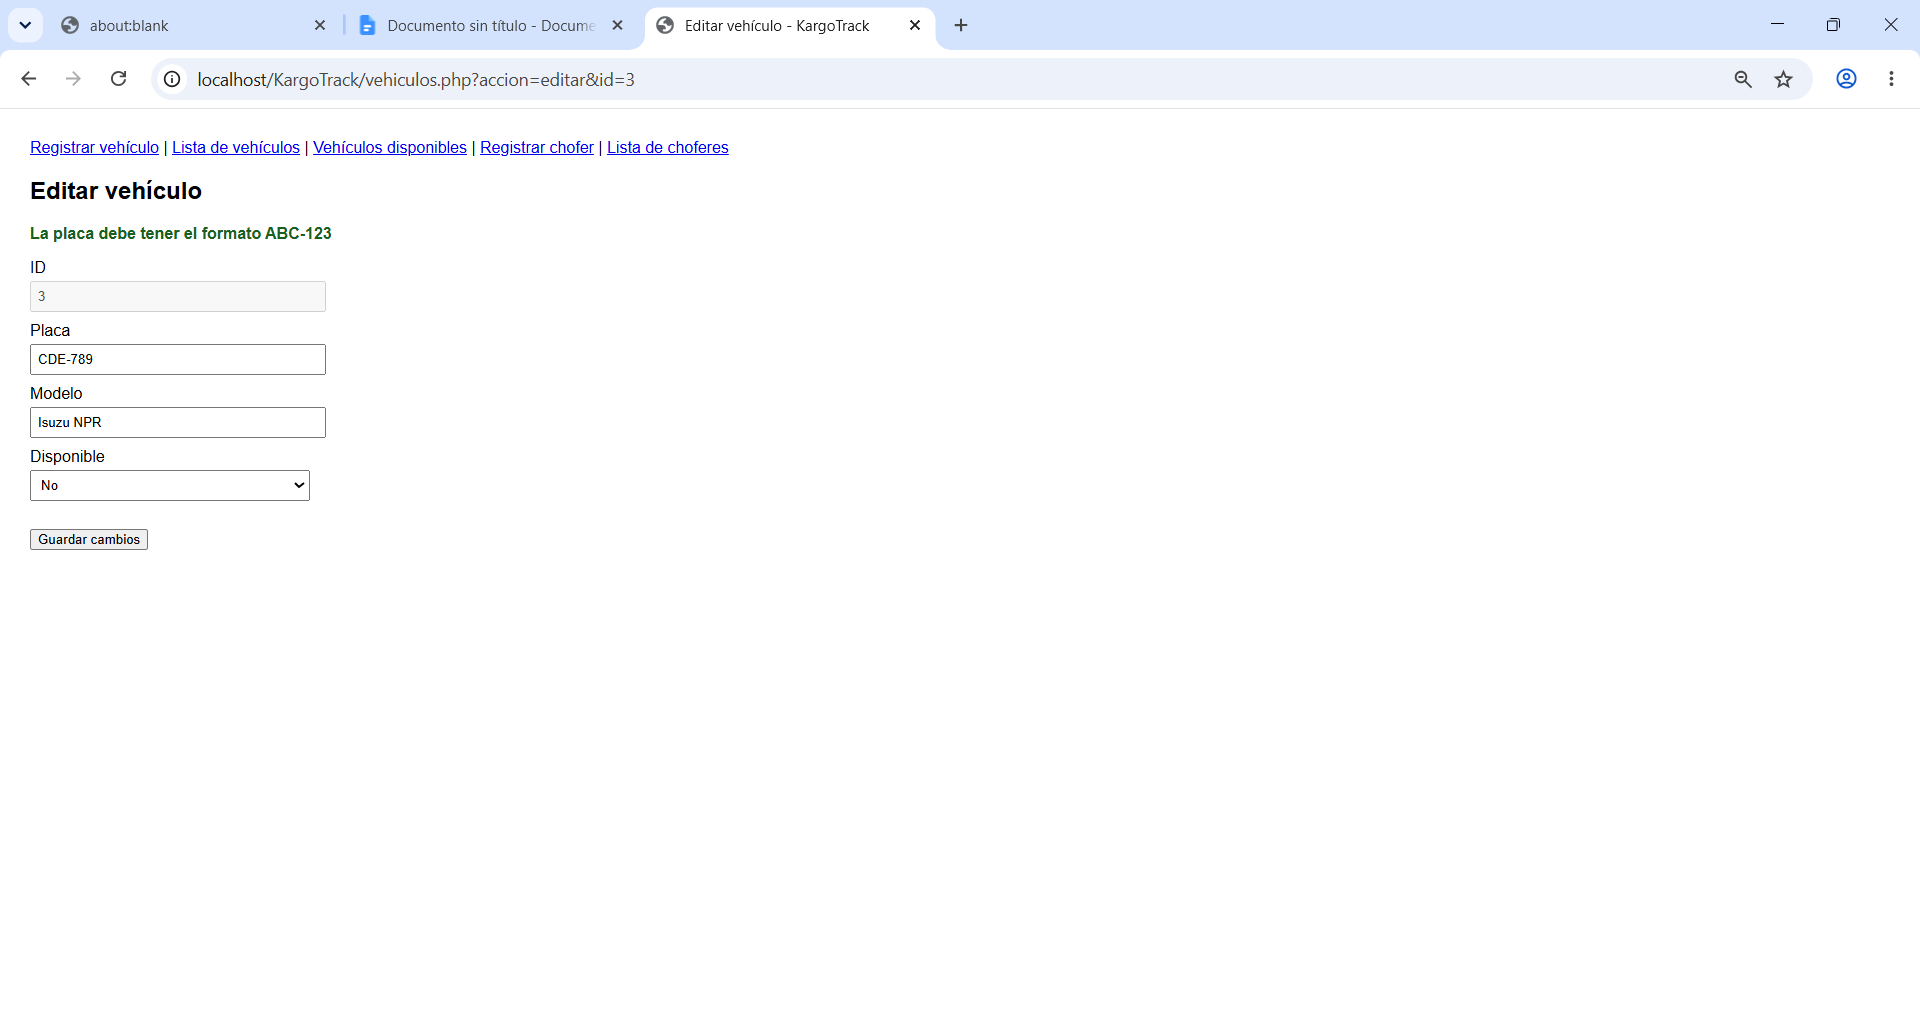 about:blank
Documento sin título - Docume
Editar vehículo - KargoTrack
localhost/KargoTrack/vehiculos.php?accion=editar&id=3
Registrar vehículo | Lista de vehículos | Vehículos disponibles | Registrar chofer | Lista de choferes
Editar vehículo
La placa debe tener el formato ABC-123
ID
3
Placa
CDE-789
Modelo
Isuzu NPR
Disponible
No
Guardar cambios